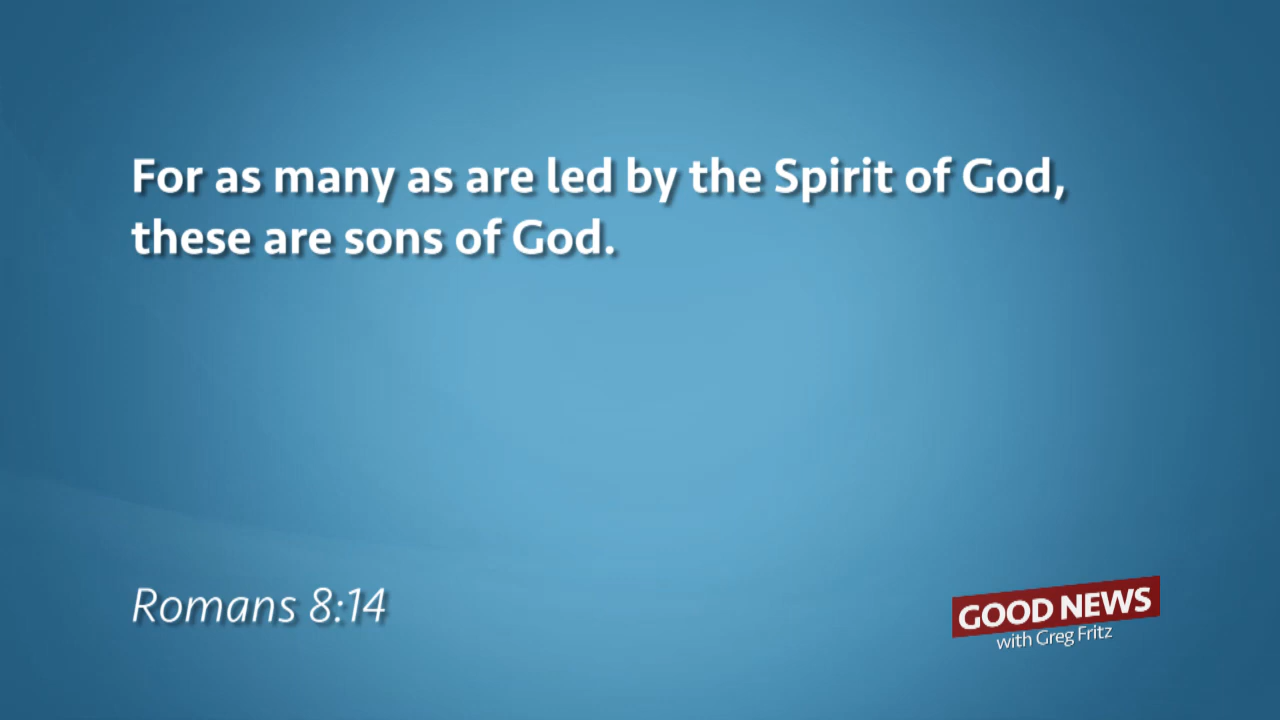 For as many as are led by the Spirit of God,
these are sons of God.
Romans 8:14
GOOD NEWS
with Greg Fritz